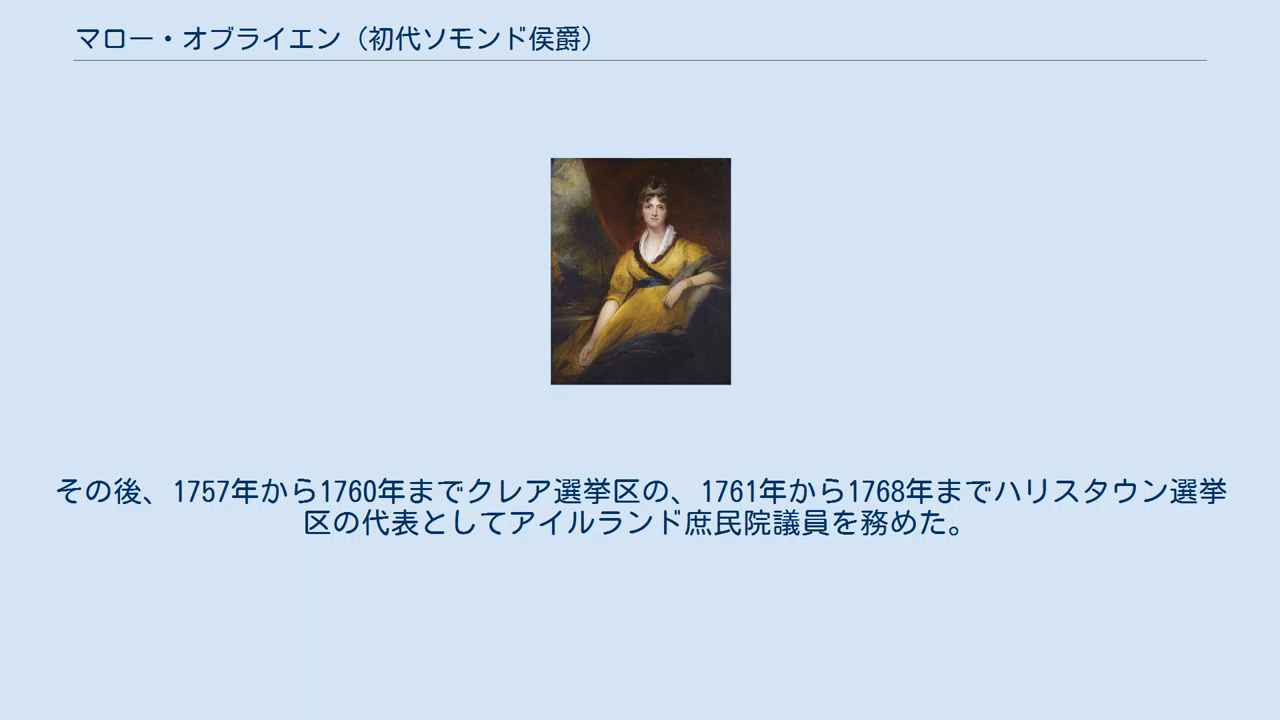 マロー・オブライエン（初代ソモンド侯爵）
その後、1757年から1760年までクレア選挙区の、1761年から1768年までハリスタウン選挙
区の代表としてアイルランド庶民院議員を務めた。